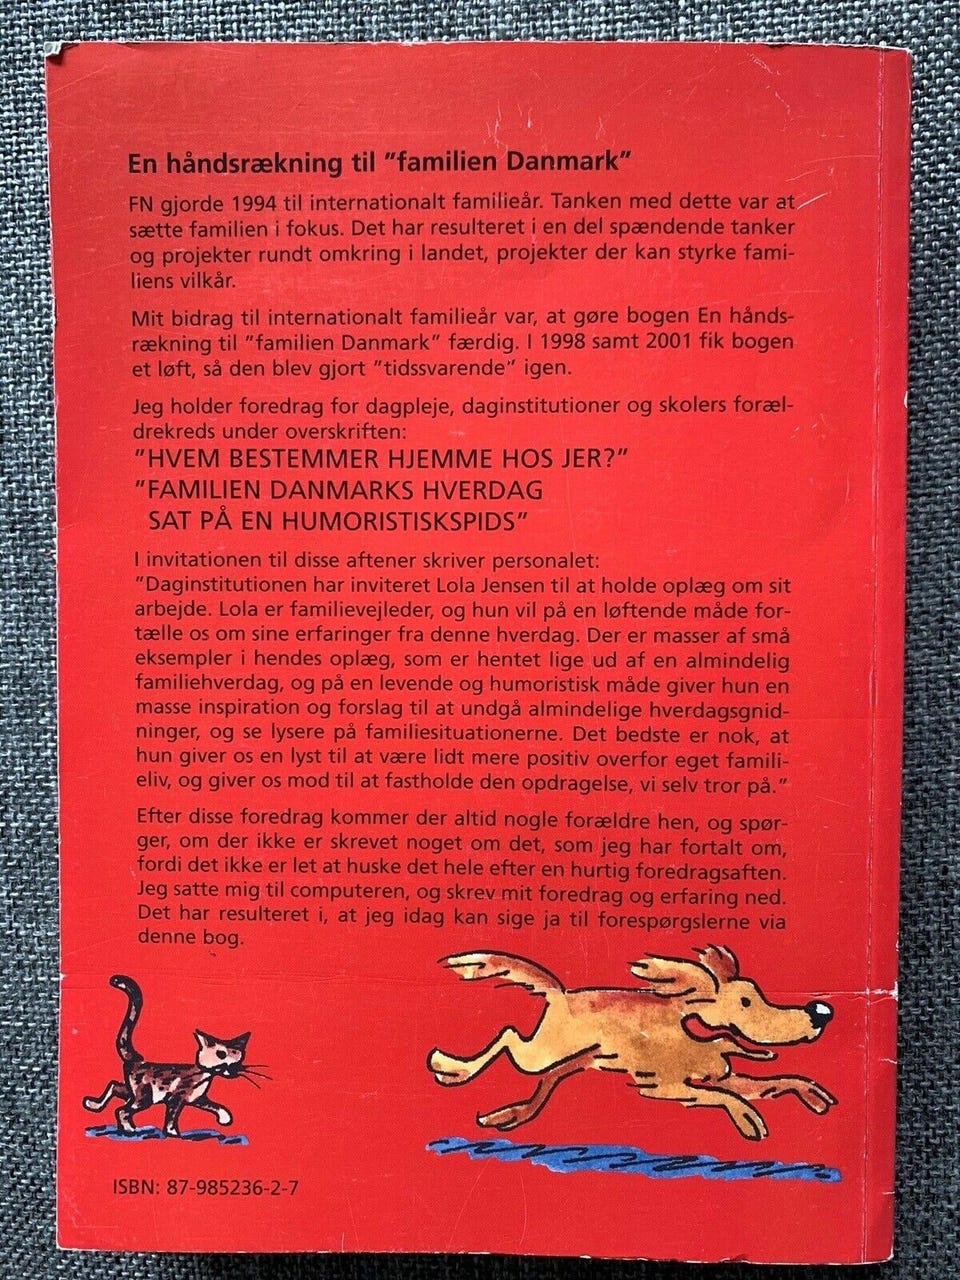 En håndsrækning til "familien Danmark"
FN gjorde 1994 til internationalt familieår. Tanken med dette var at
sætte familien i fokus. Det har resulteret i en del spændende tanker
og projekter rundt omkring i landet, projekter der kan styrke fami-
liens vilkår.
Mit bidrag til internationalt familieår var, at gøre bogen En hånds-
rækning til "familien Danmark" færdig. I 1998 samt 2001 fik bogen
et løft, så den blev gjort "tidssvarende" igen.
Jeg holder foredrag for dagpleje, daginstitutioner og skolers foræl-
drekreds under overskriften:
"HVEM BESTEMMER HJEMME HOS JER?"
"FAMILIEN DANMARKS HVERDAG
SAT PÅ EN HUMORISTISKSPIDS"
I invitationen til disse aftener skriver personalet:
"Daginstitutionen har inviteret Lola Jensen til at holde oplæg om sit
arbejde. Lola er familievejleder, og hun vil på en løftende måde for-
tælle os om sine erfaringer fra denne hverdag. Der er masser af små
eksempler i hendes oplæg, som er hentet lige ud af en almindelig
familiehverdag, og på en levende og humoristisk måde giver hun en
masse inspiration og forslag til at undgå almindelige hverdagsgnid-
ninger, og se lysere på familiesituationerne. Det bedste er nok, at
hun giver os en lyst til at være lidt mere positiv overfor eget famili-
eliv, og giver os mod til at fastholde den opdragelse, vi selv tror på."
Efter disse foredrag kommer der altid nogle forældre hen, og spør-
ger, om der ikke er skrevet noget om det, som jeg har fortalt om,
fordi det ikke er let at huske det hele efter en hurtig foredragsaften.
Jeg satte mig til computeren, og skrev mit foredrag og erfaring ned.
Det har resulteret i, at jeg idag kan sige ja til forespørgslerne via
denne bog.
ISBN: 87-985236-2-7